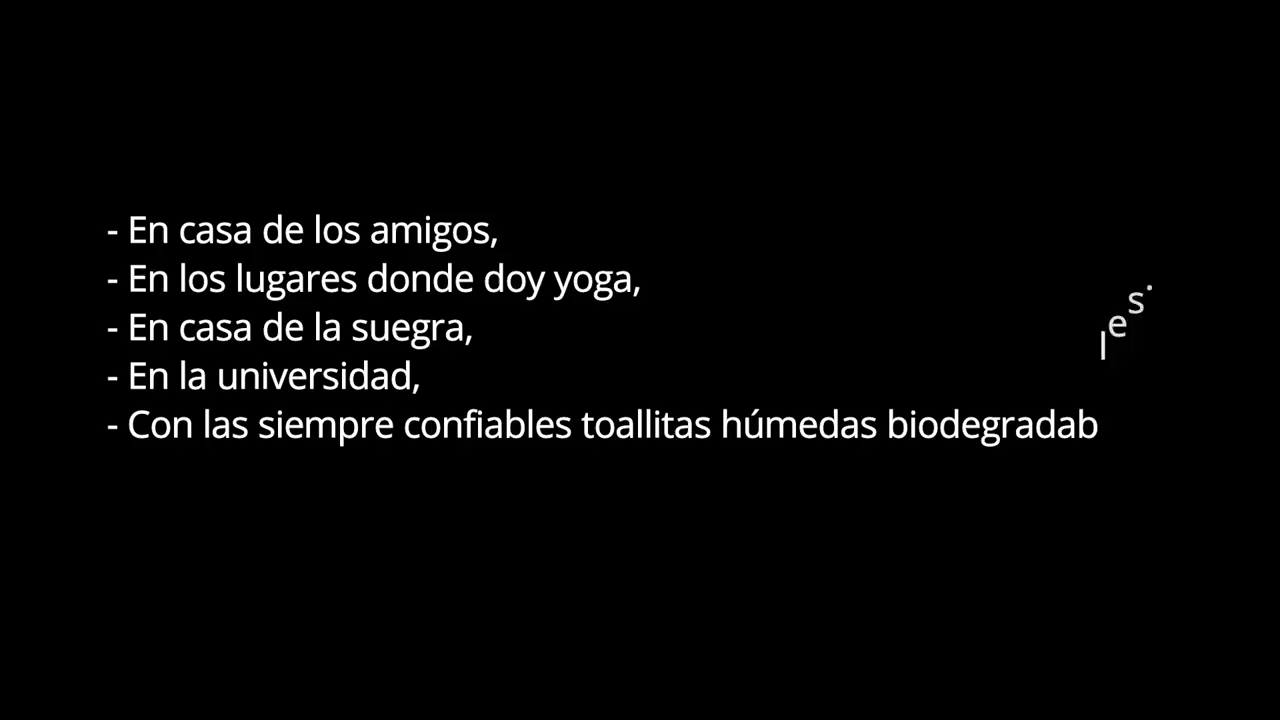 - En casa de los amigos,
- En los lugares donde doy yoga,
- En casa de la suegra,
- En la universidad,
- Con las siempre confiables toallitas húmedas biodegradables.